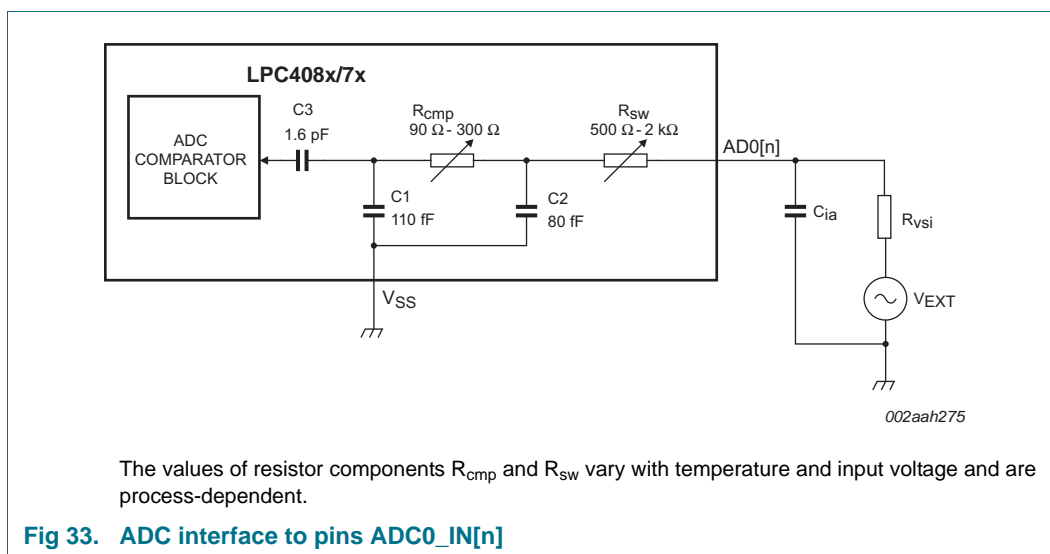 LPC408x/7x
ADC
COMPARATOR
BLOCK
C3
1.6 pF
Rcmp
90 Ω - 300 Ω
Rsw
500 Ω - 2 kΩ
AD0[n]
C1
110 fF
C2
80 fF
Cia
Rvsi
VSS
VEXT
002aah275
The values of resistor components Rcmp and Rsw vary with temperature and input voltage and are
process-dependent.
Fig 33. ADC interface to pins ADC0_IN[n]